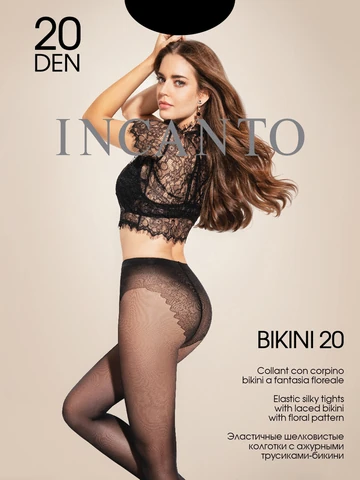 20
DEN
INCANTO
BIKINI 20
Collant con corpino
bikini a fantasia floreale
Elastic silky tights
with laced bikini
with floral pattern
Эластичные шелковистые
колготки с ажурными
трусиками-бикини